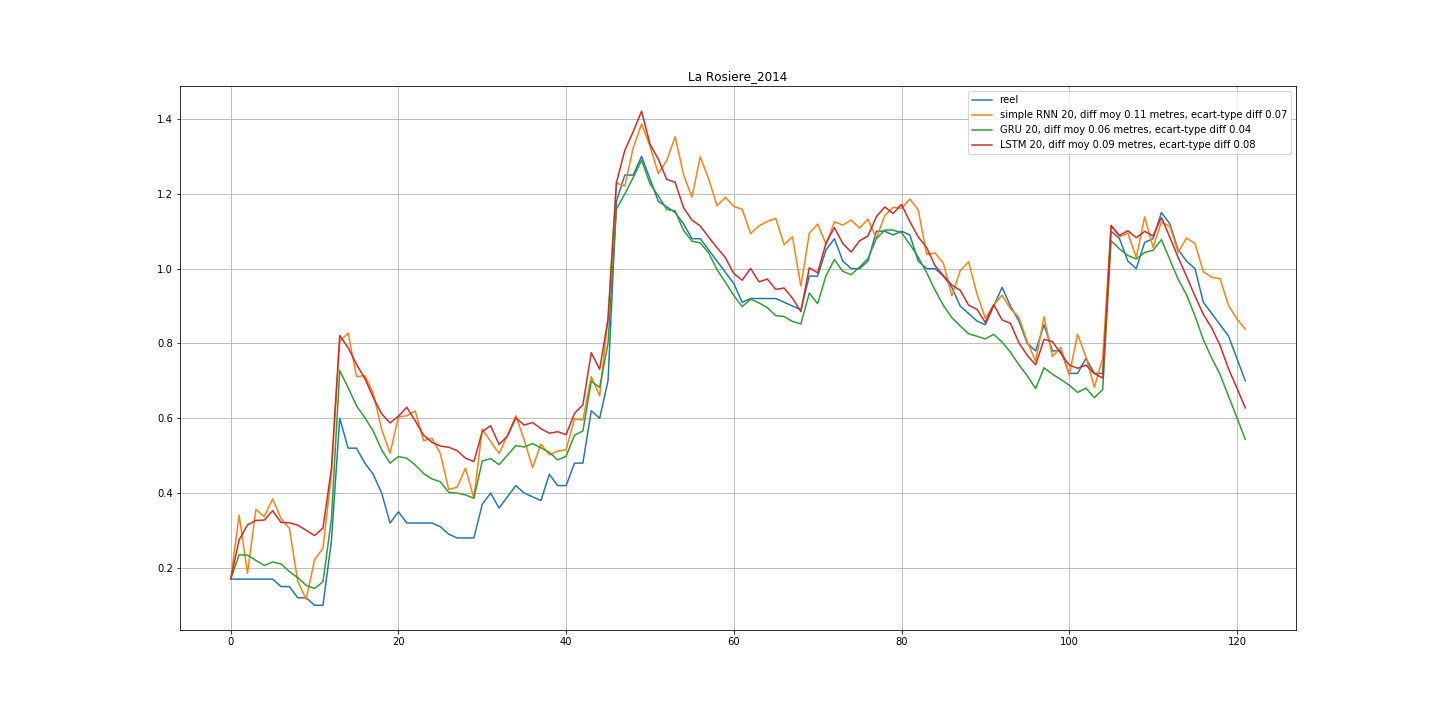 La Rosiere_2014
reel
simple RNN 20, diff moy 0.11 metres, ecart-type diff 0.07
GRU 20, diff moy 0.06 metres, ecart-type diff 0.04
LSTM 20, diff moy 0.09 metres, ecart-type diff 0.08
1.4
1.2
1.0
0.8
0.6
0.4
0.2
0 20 40 60 80 100 120